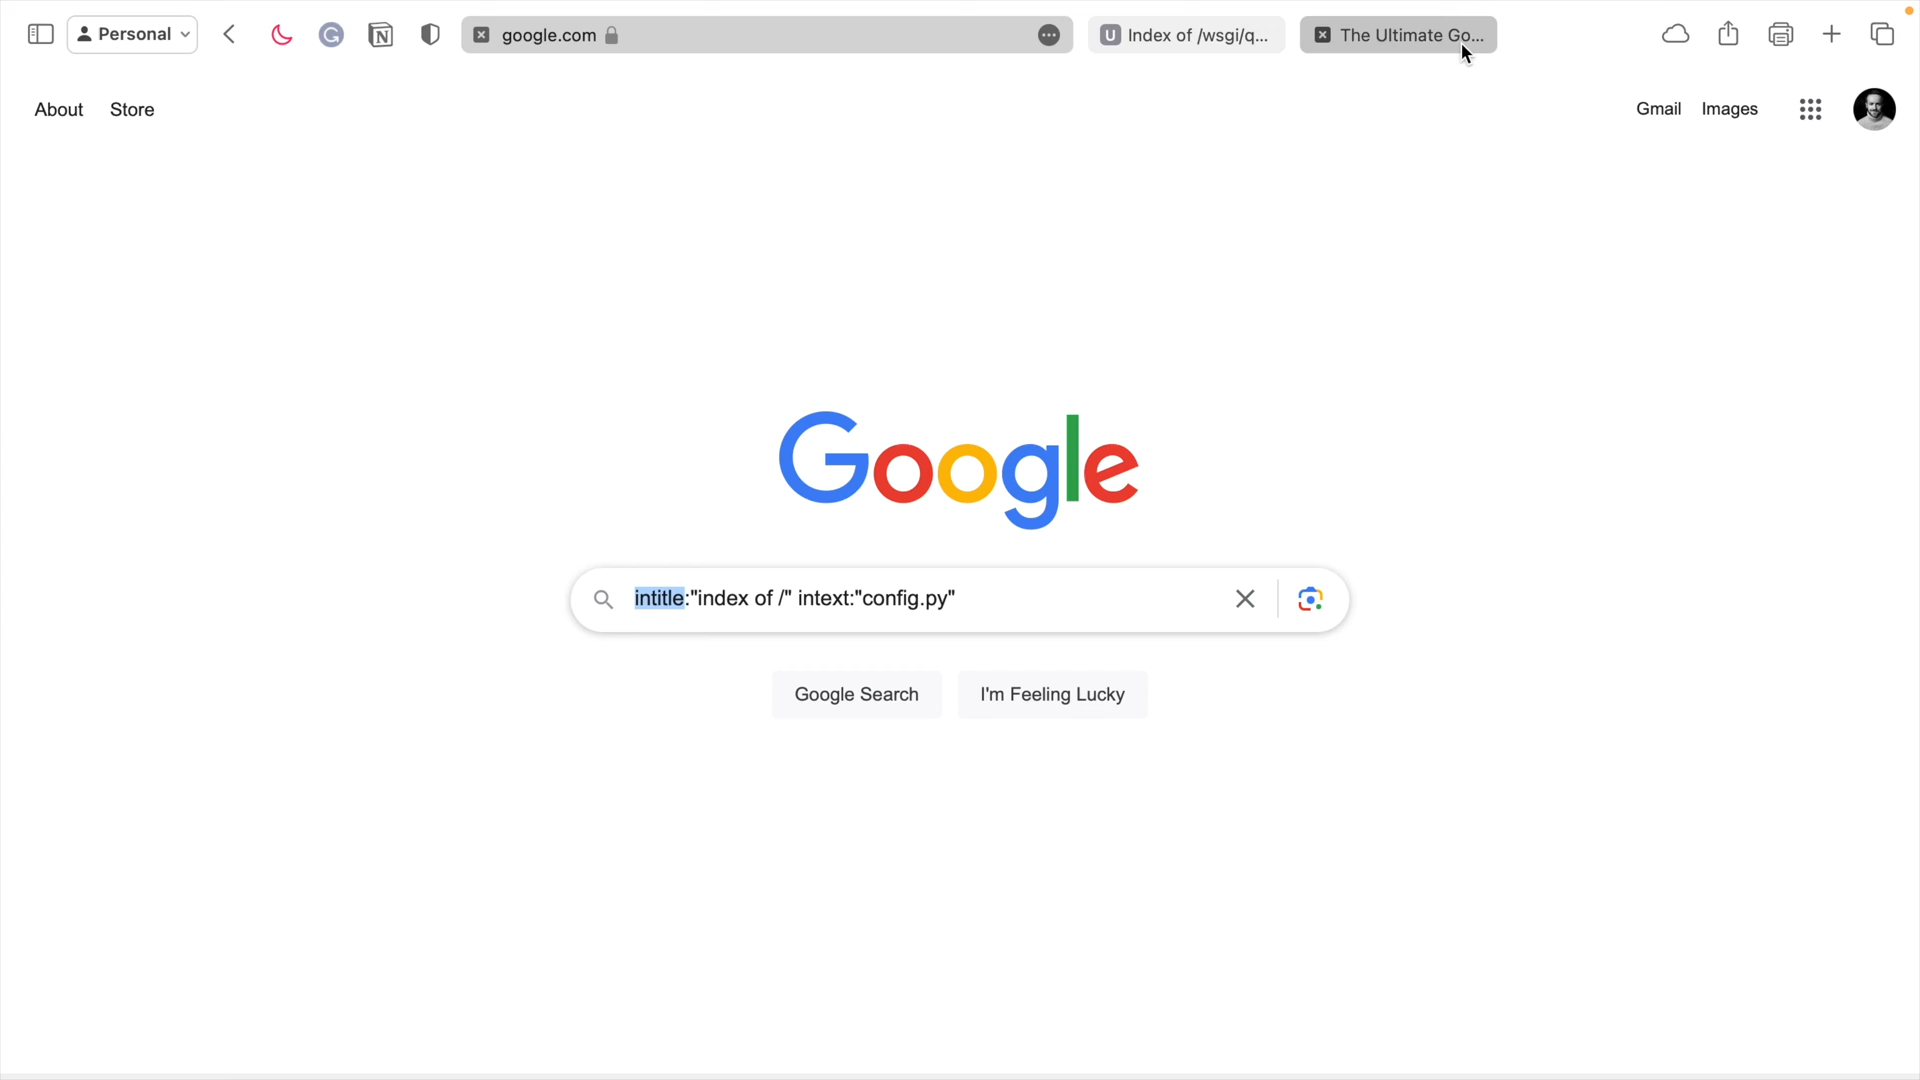 Personal
google.com
U Index of /wsgi/q...
The Ultimate Go...
About Store
Gmail Images
Google
intitle:"index of /" intext:"config.py"
Google Search
I'm Feeling Lucky